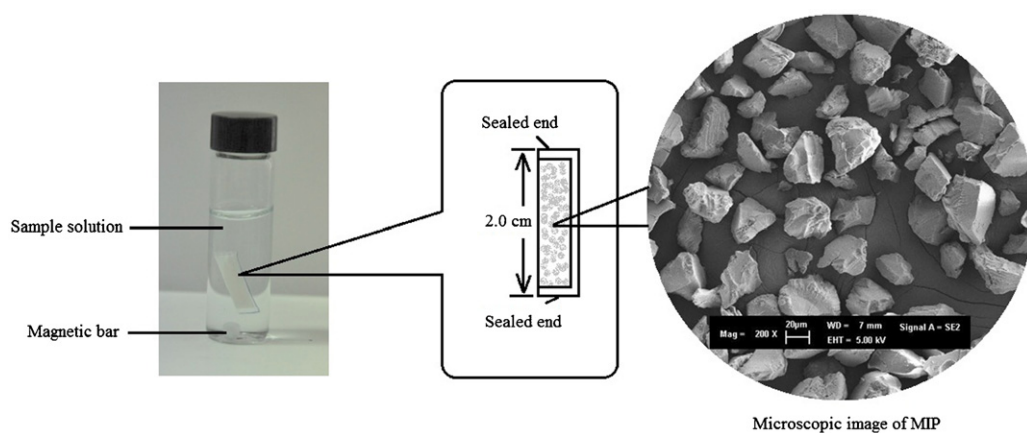 Sample solution
Magnetic bar
Sealed end
2.0 cm
Sealed end
Mag = 200 X
20μm
WD = 7 mm
Signal A = SE2
EHT = 5.00 kV
Microscopic image of MIP